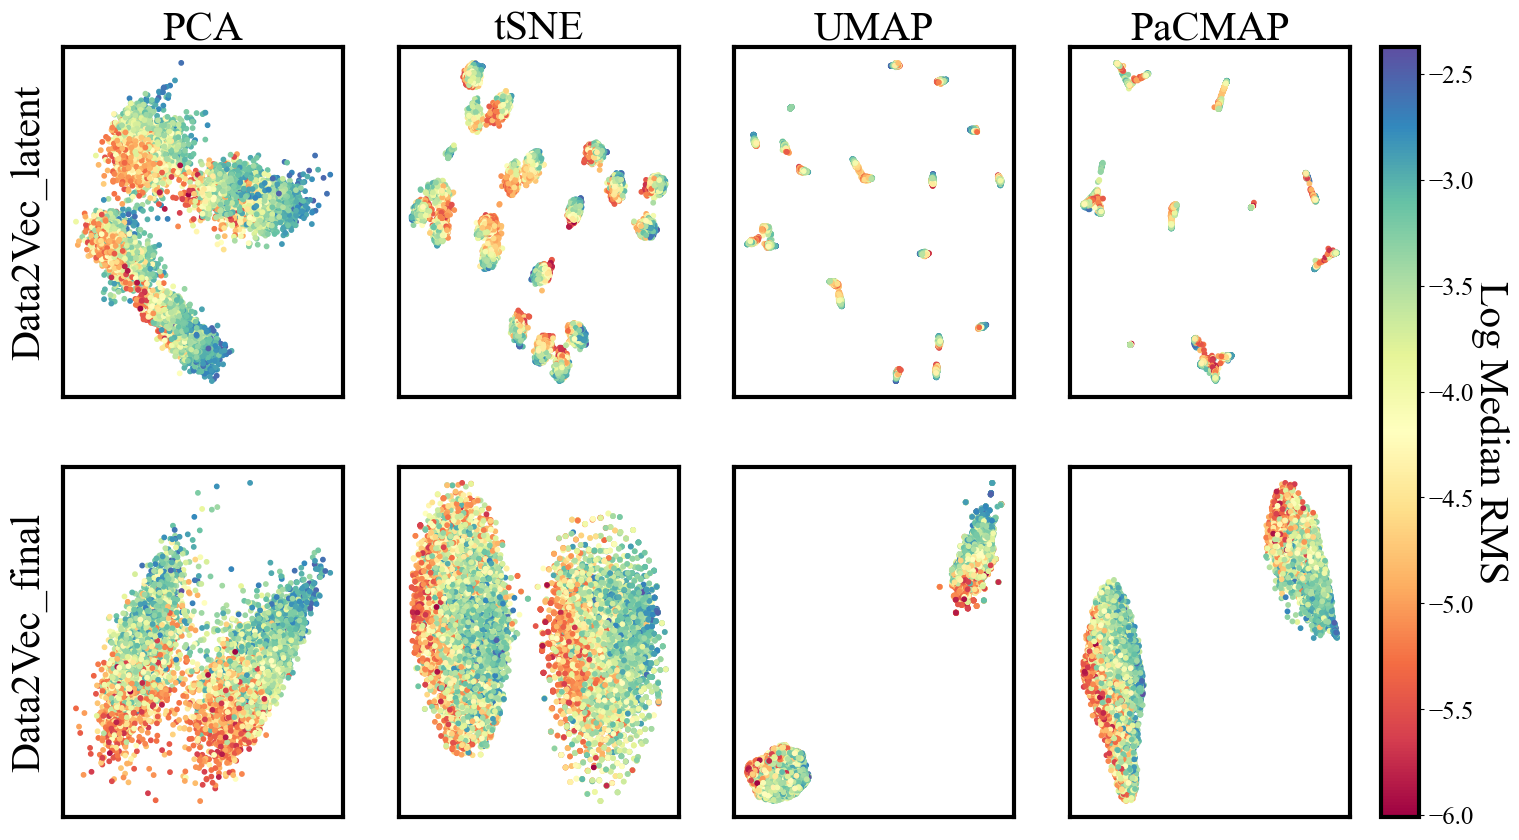 PCA
tSNE
UMAP
PaCMAP
Data2Vec_latent
Data2Vec_final
−2.5
−3.0
−3.5
−4.0
−4.5
−5.0
−5.5
−6.0
Log Median RMS